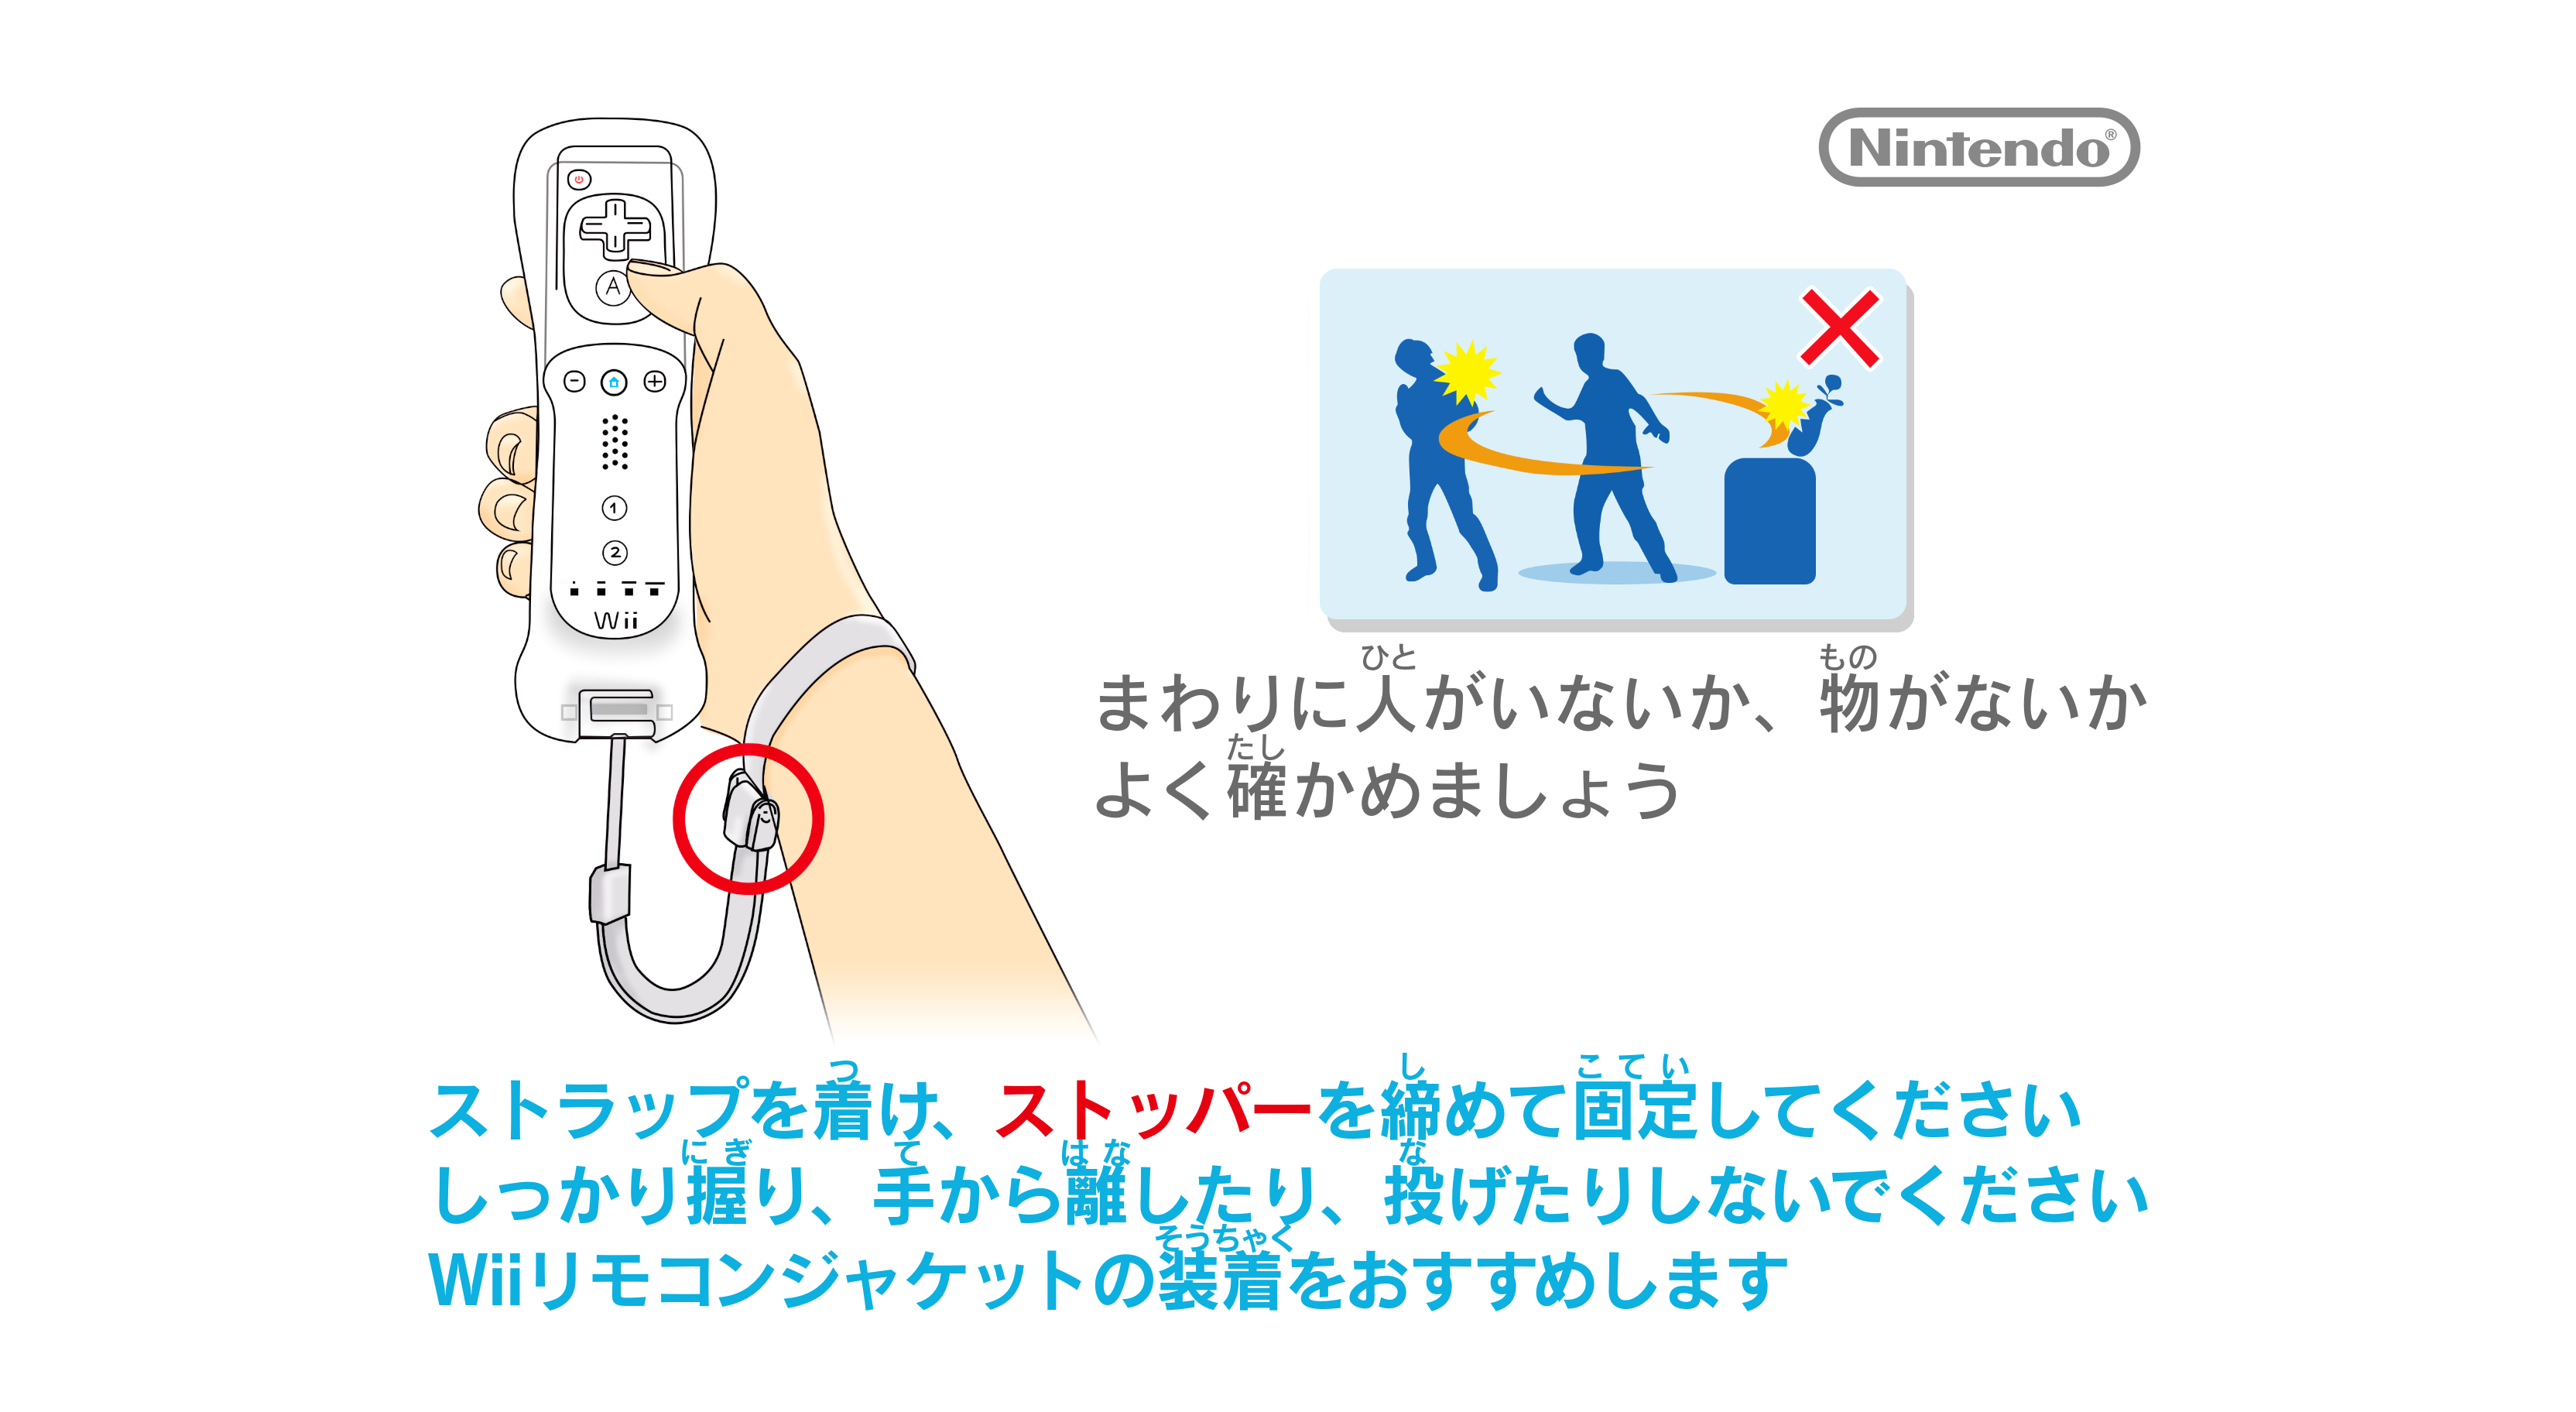 Nintendo®
A
1
2
Wii
まわりに人がいないか、物がないか
よく確かめましょう
ストラップを着け、ストッパーを締めて固定してください
しっかり握り、手から離したり、投げたりしないでください
Wiiリモコンジャケットの装着をおすすめします